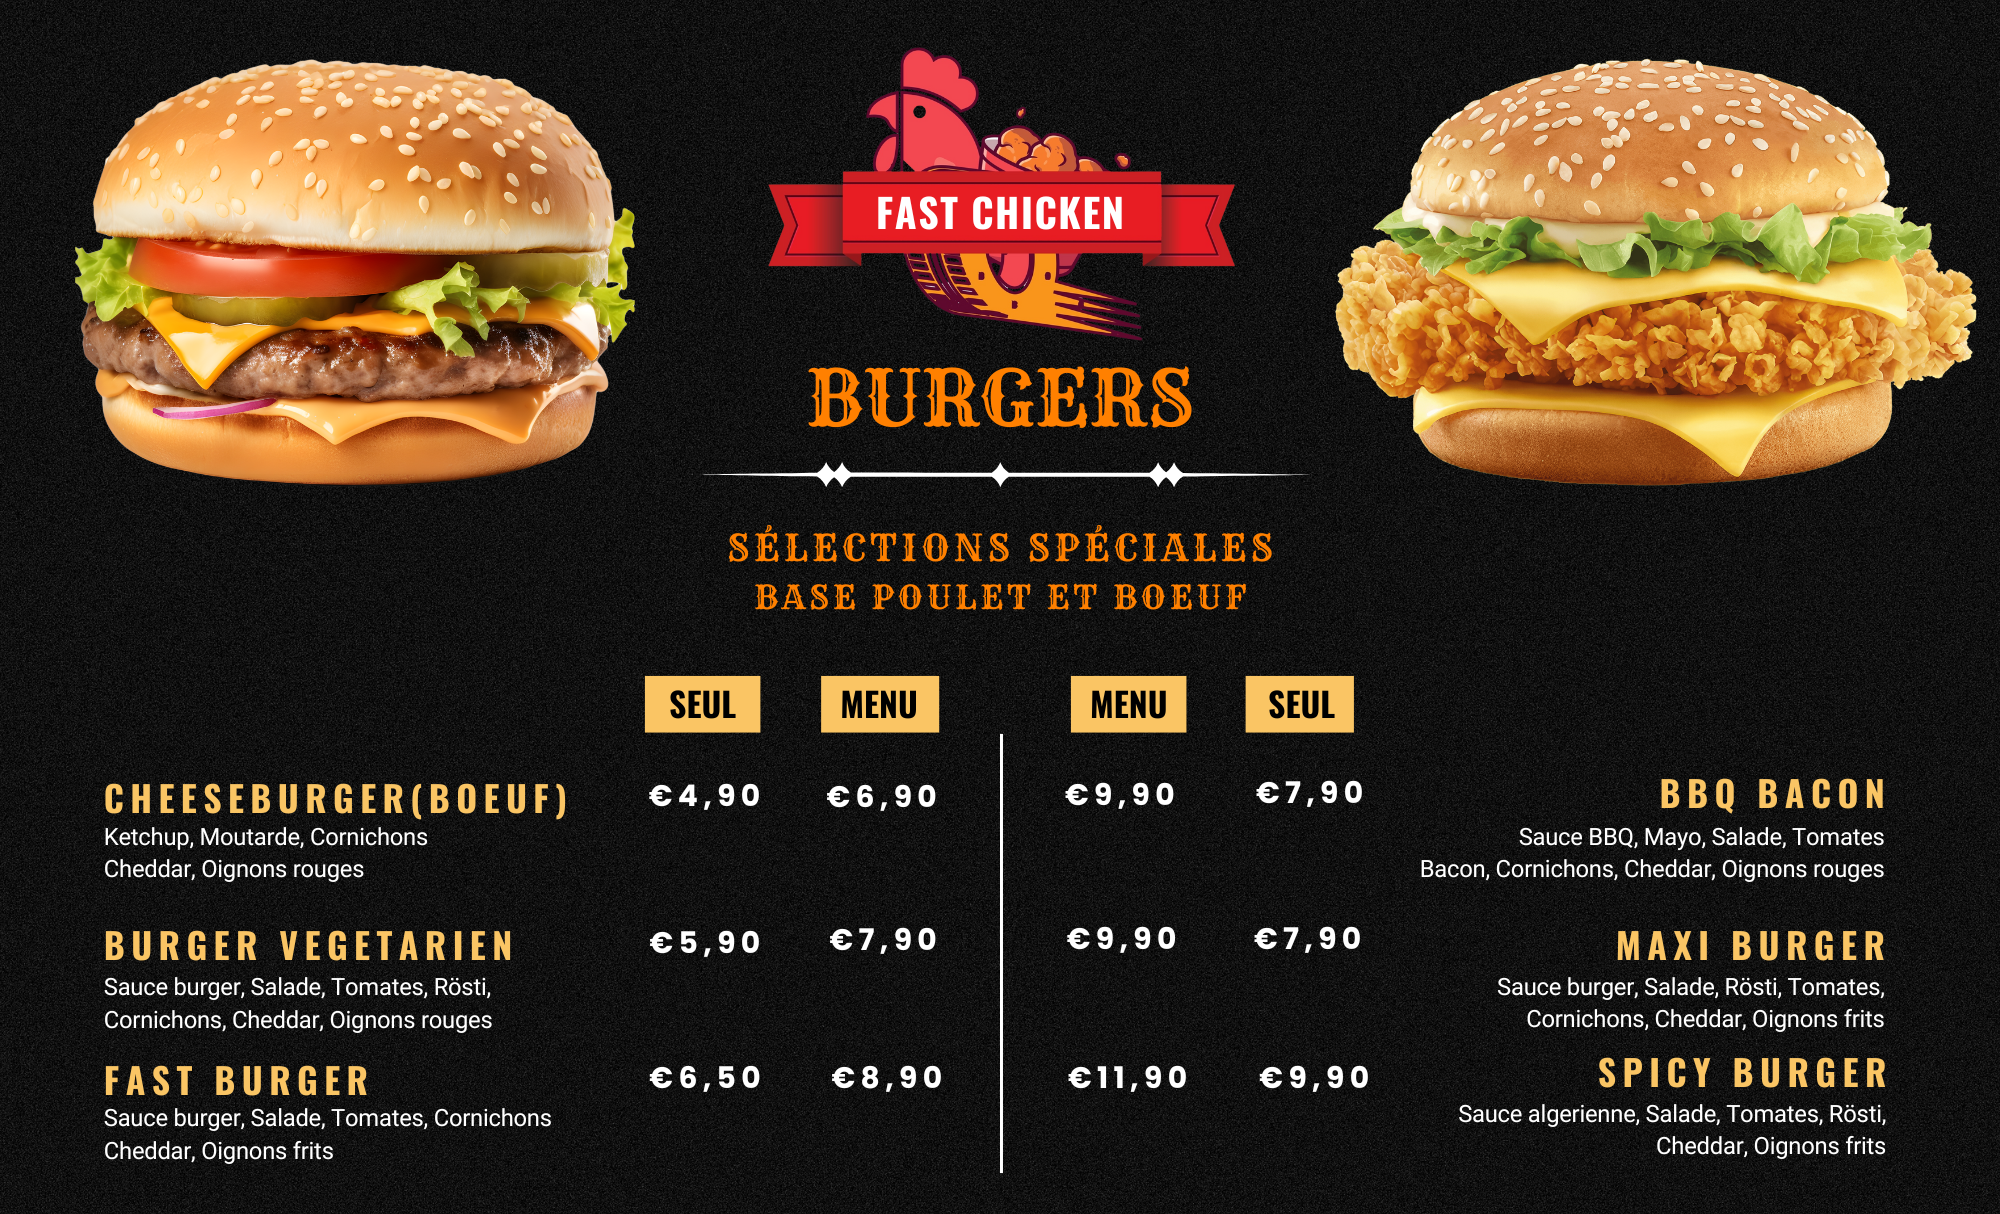 FAST CHICKEN
BURGERS
SÉLECTIONS SPÉCIALES
BASE POULET ET BOEUF
SEUL MENU
CHEESEBURGER(BOEUF) €4,90 €6,90
Ketchup, Moutarde, Cornichons
Cheddar, Oignons rouges
BURGER VEGETARIEN €5,90 €7,90
Sauce burger, Salade, Tomates, Rösti,
Cornichons, Cheddar, Oignons rouges
FAST BURGER €6,50 €8,90
Sauce burger, Salade, Tomates, Cornichons
Cheddar, Oignons frits
MENU SEUL
€9,90 €7,90 BBQ BACON
Sauce BBQ, Mayo, Salade, Tomates
Bacon, Cornichons, Cheddar, Oignons rouges
€9,90 €7,90 MAXI BURGER
Sauce burger, Salade, Rösti, Tomates,
Cornichons, Cheddar, Oignons frits
€11,90 €9,90 SPICY BURGER
Sauce algerienne, Salade, Tomates, Rösti,
Cheddar, Oignons frits